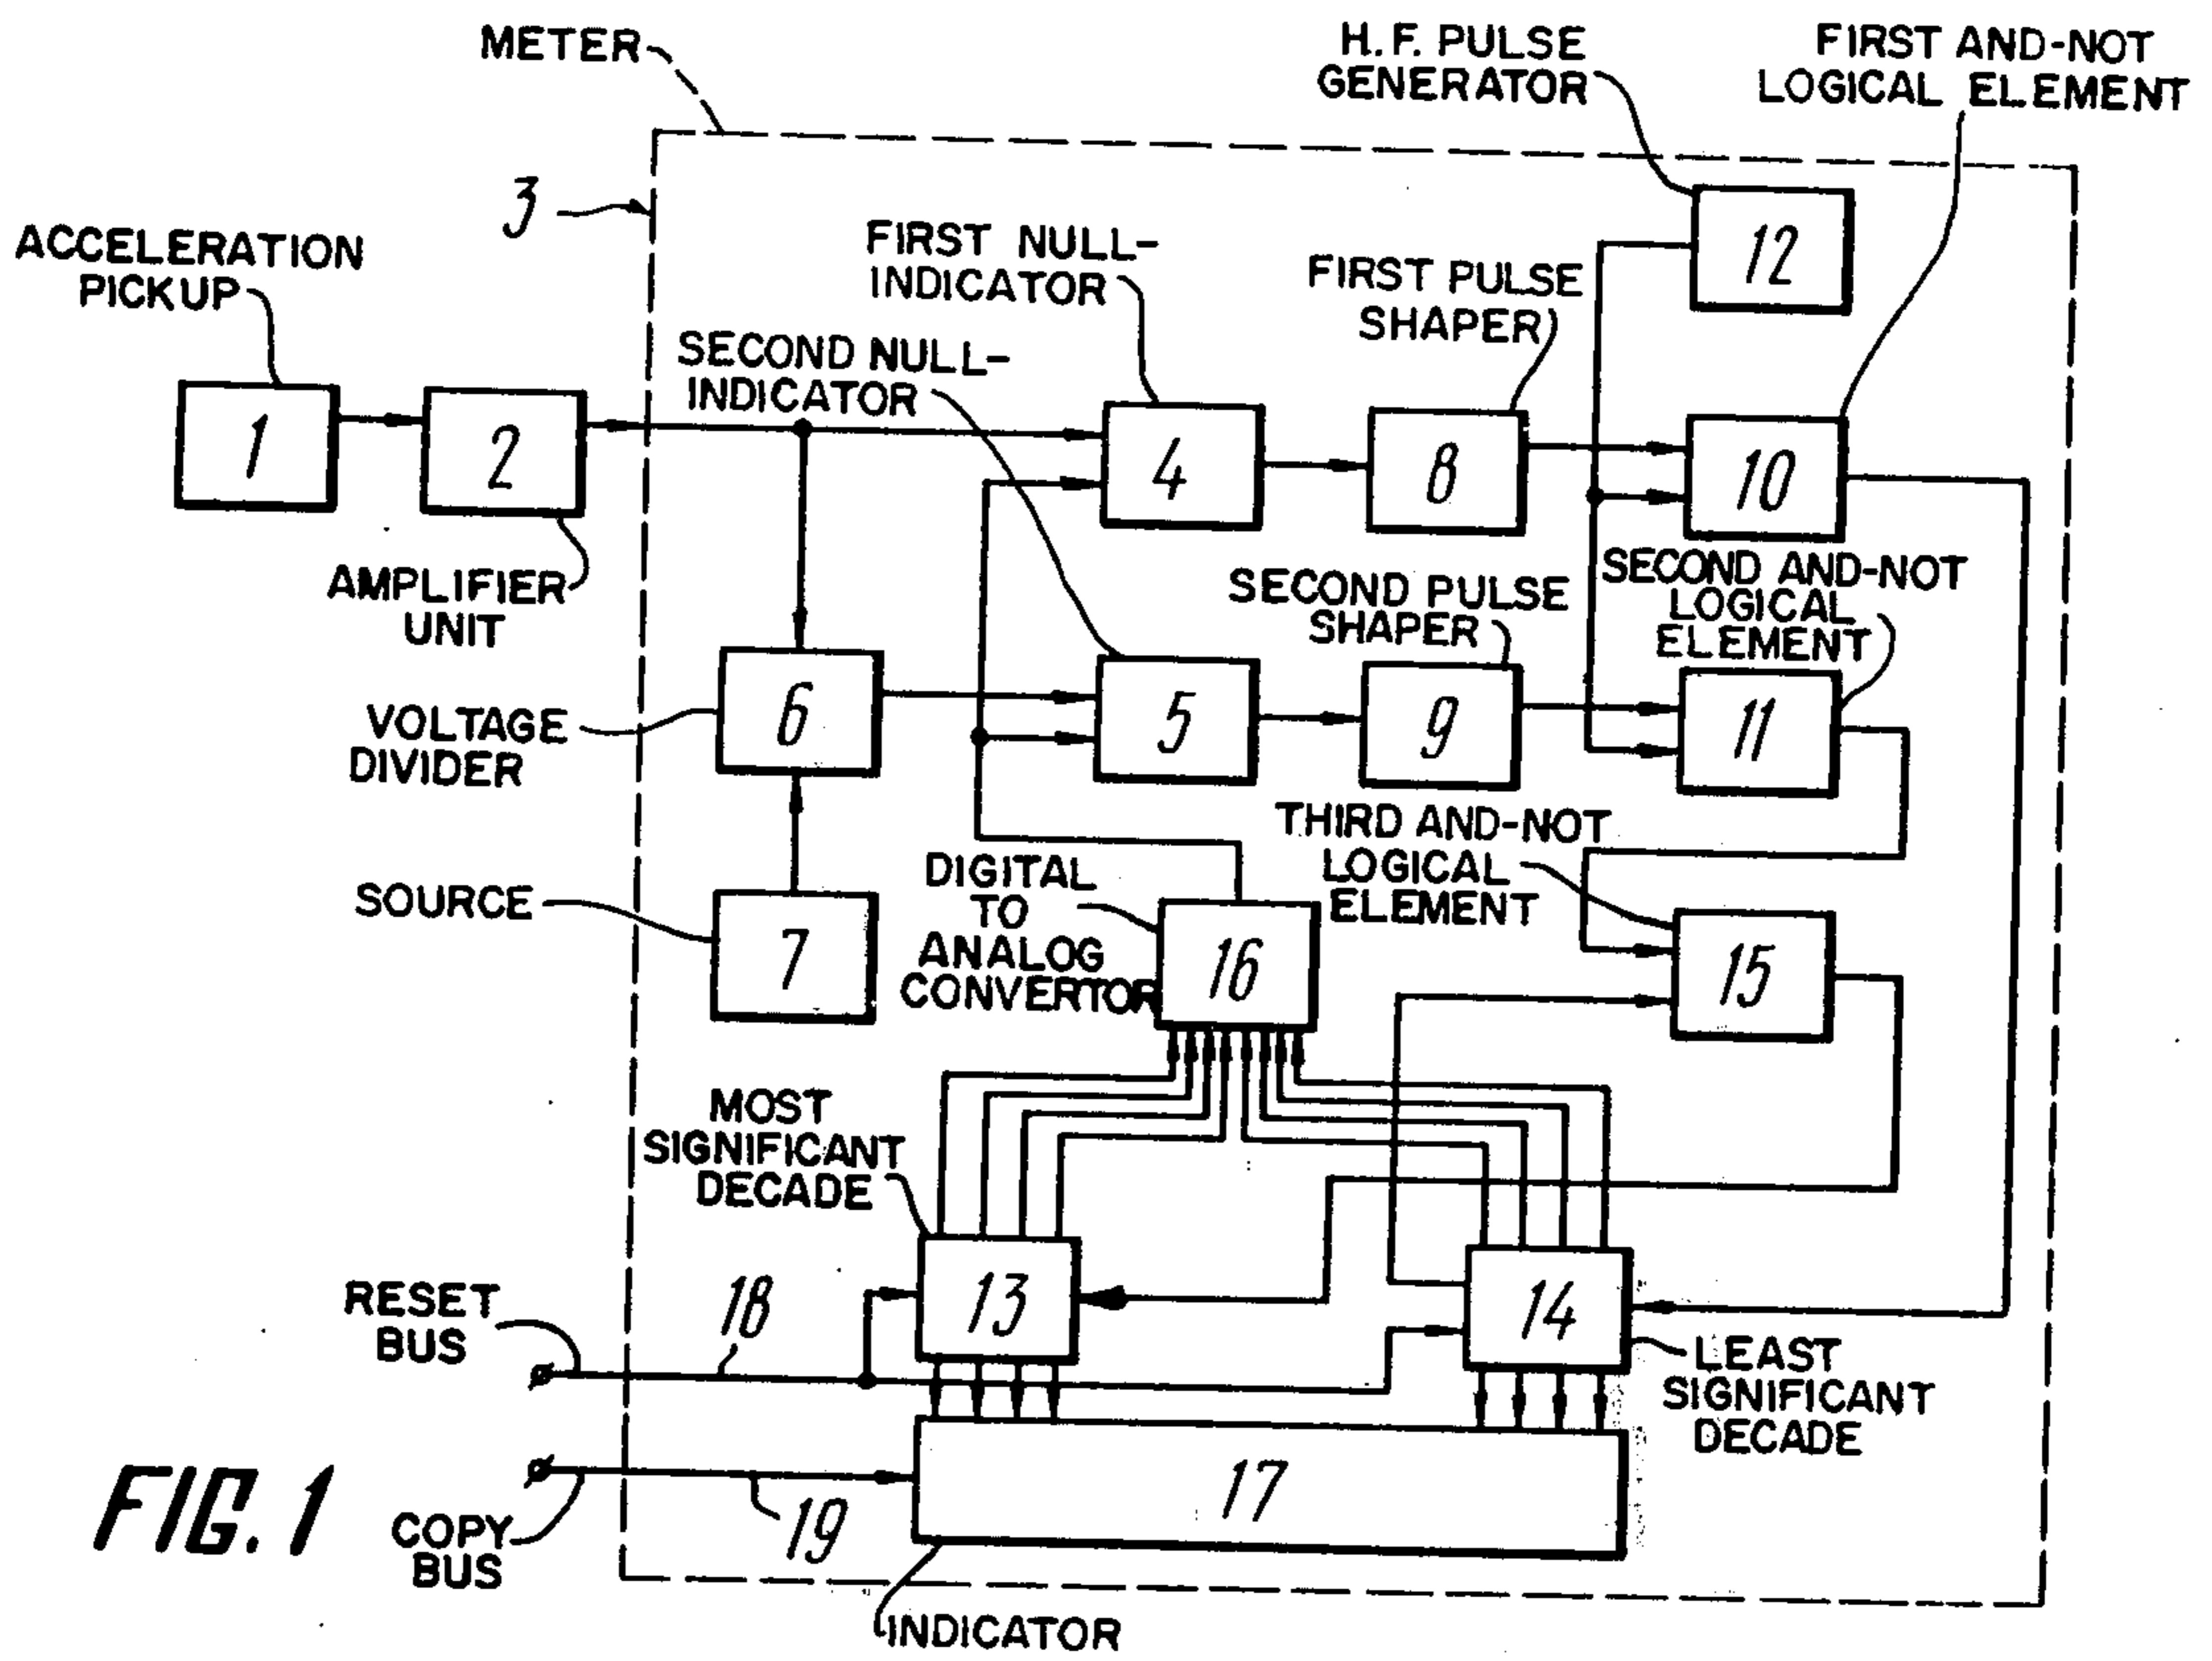 METER
H.F. PULSE
GENERATOR
FIRST AND-NOT
LOGICAL ELEMENT
3
12
ACCELERATION
PICKUP
FIRST NULL-
INDICATOR
FIRST PULSE
SHAPER
SECOND NULL-
INDICATOR
1
2
4
8
10
AMPLIFIER
UNIT
SECOND PULSE
SHAPER
SECOND AND-NOT
LOGICAL
ELEMENT
VOLTAGE
DIVIDER
6
5
9
11
SOURCE
7
DIGITAL
TO
ANALOG
CONVERTOR
16
THIRD AND-NOT
LOGICAL
ELEMENT
15
MOST
SIGNIFICANT
DECADE
RESET
BUS
18
13
14
LEAST
SIGNIFICANT
DECADE
COPY
BUS
19
17
INDICATOR
FIG. 1